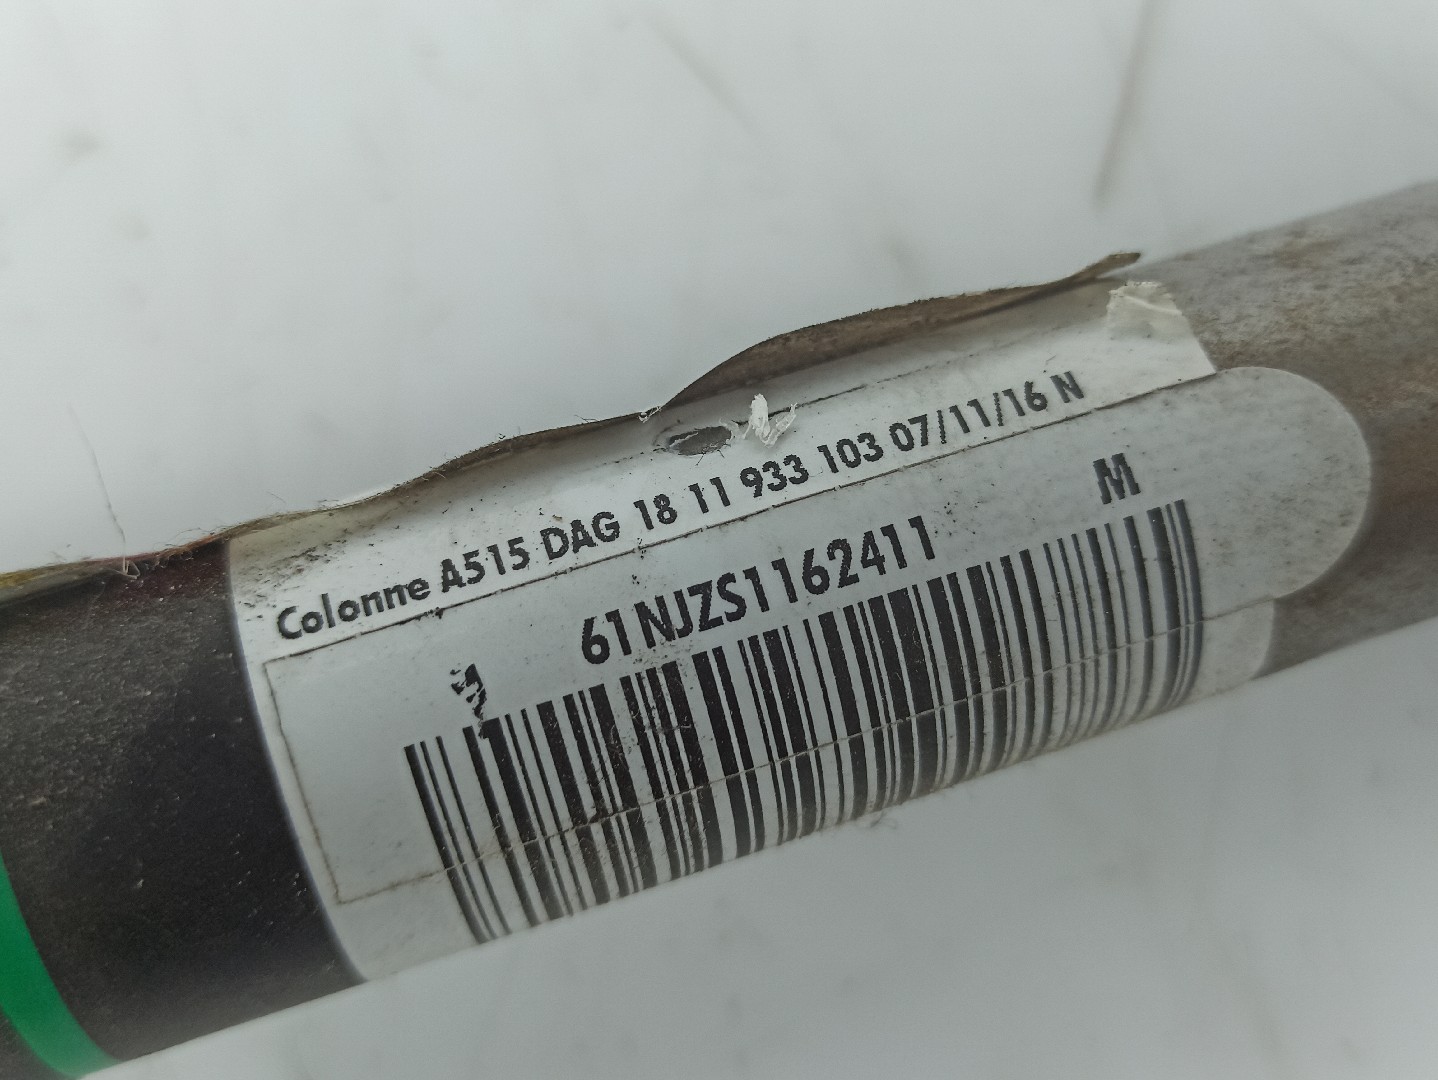 Colonne A515 DAG 18 11 933 103 07/11/16 N
61NJZS1162411 M